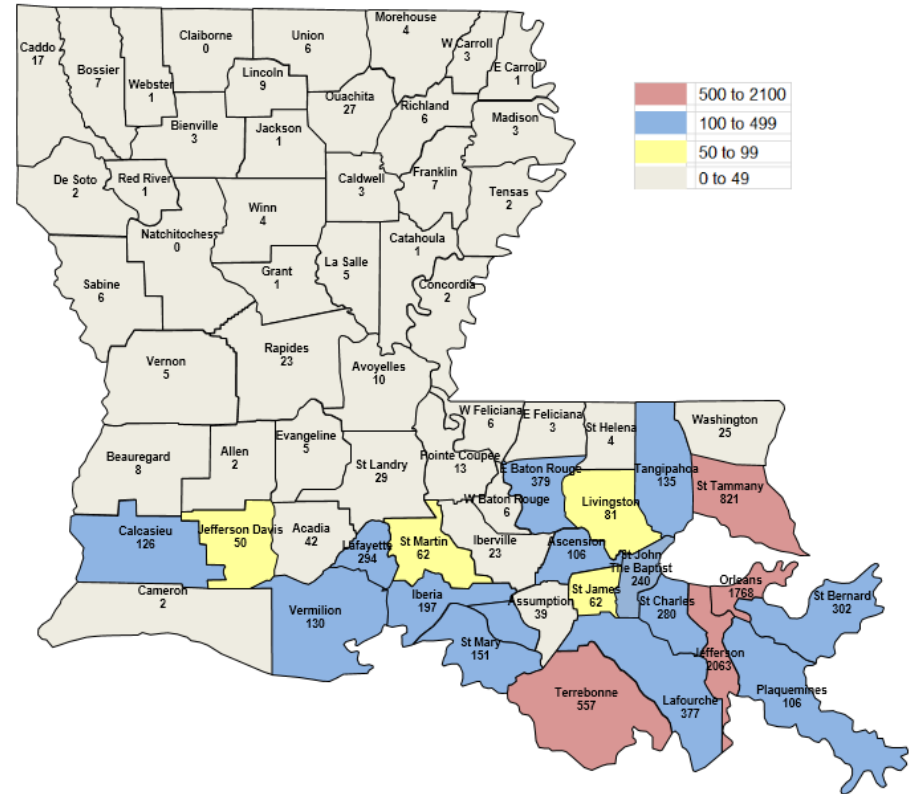 Caddo
17
Bossier
7
Webster
1
Claiborne
0
Lincoln
9
Union
6
Morehouse
4
W Carroll
3
E Carroll
1
Ouachita
27
Richland
6
Madison
3
Bienville
3
Jackson
1
Caldwell
3
Franklin
7
Tensas
2
De Soto
2
Red River
1
Winn
4
Natchitoches
0
Grant
1
La Salle
5
Catahoula
1
Concordia
2
Sabine
6
Vernon
5
Rapides
23
Avoyelles
10
500 to 2100
100 to 499
50 to 99
0 to 49
Beauregard
8
Allen
2
Evangeline
5
St Landry
29
Pointe Coupee
13
W Feliciana
6
E Feliciana
3
St Helena
4
Tangipahoa
135
Washington
25
St Tammany
821
E Baton Rouge
379
W Baton Rouge
6
Livingston
81
Calcasieu
126
Jefferson Davis
50
Acadia
42
Lafayette
294
St Martin
62
Iberville
23
Ascension
106
St John
The Baptist
240
Orleans
1768
St Bernard
302
Cameron
2
Vermilion
130
Iberia
197
Assumption
39
St James
62
St Charles
280
St Mary
151
Jefferson
2063
Terrebonne
557
Lafourche
377
Plaquemines
106